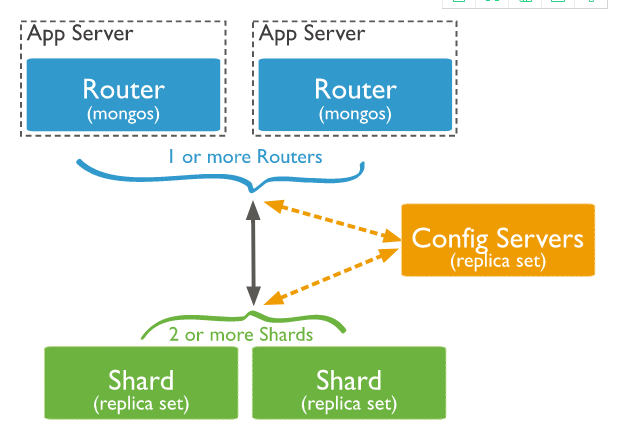 App Server
App Server
Router
(mongos)
Router
(mongos)
1 or more Routers
Config Servers
(replica set)
2 or more Shards
Shard
(replica set)
Shard
(replica set)